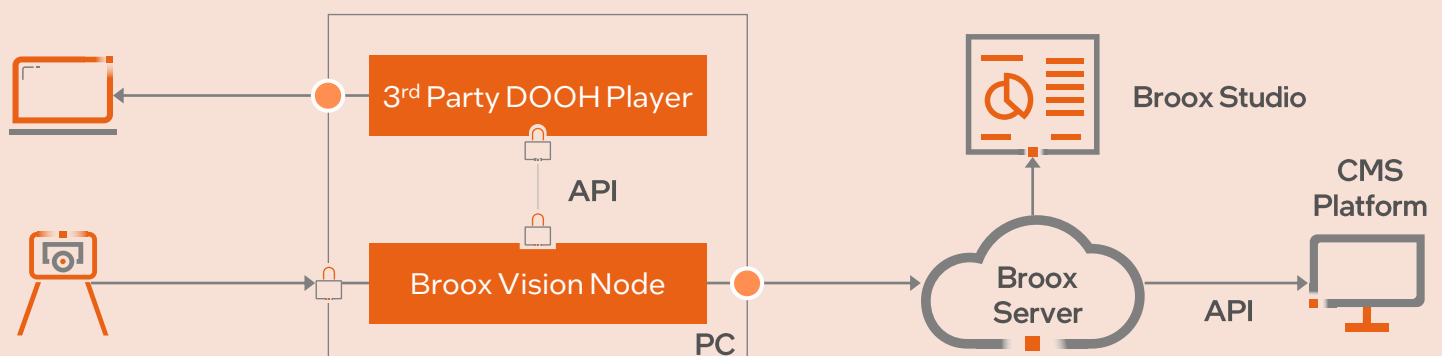 3rd Party DOOH Player
API
Broox Vision Node
PC
Broox Studio
Broox
Server
API
CMS
Platform